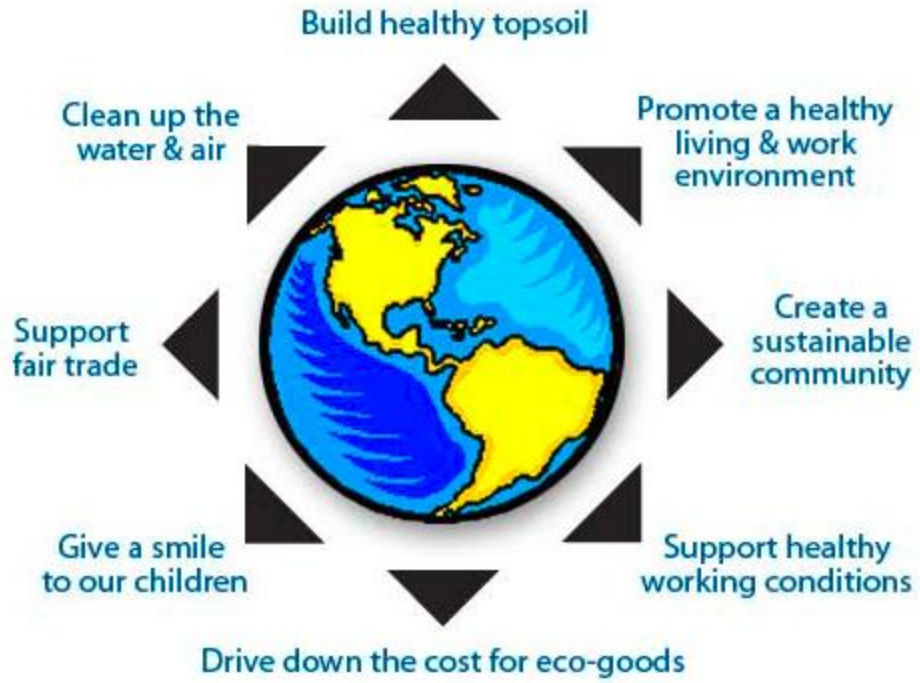 Build healthy topsoil
Clean up the
water & air
Promote a healthy
living & work
environment
Support
fair trade
Create a
sustainable
community
Give a smile
to our children
Support healthy
working conditions
Drive down the cost for eco-goods